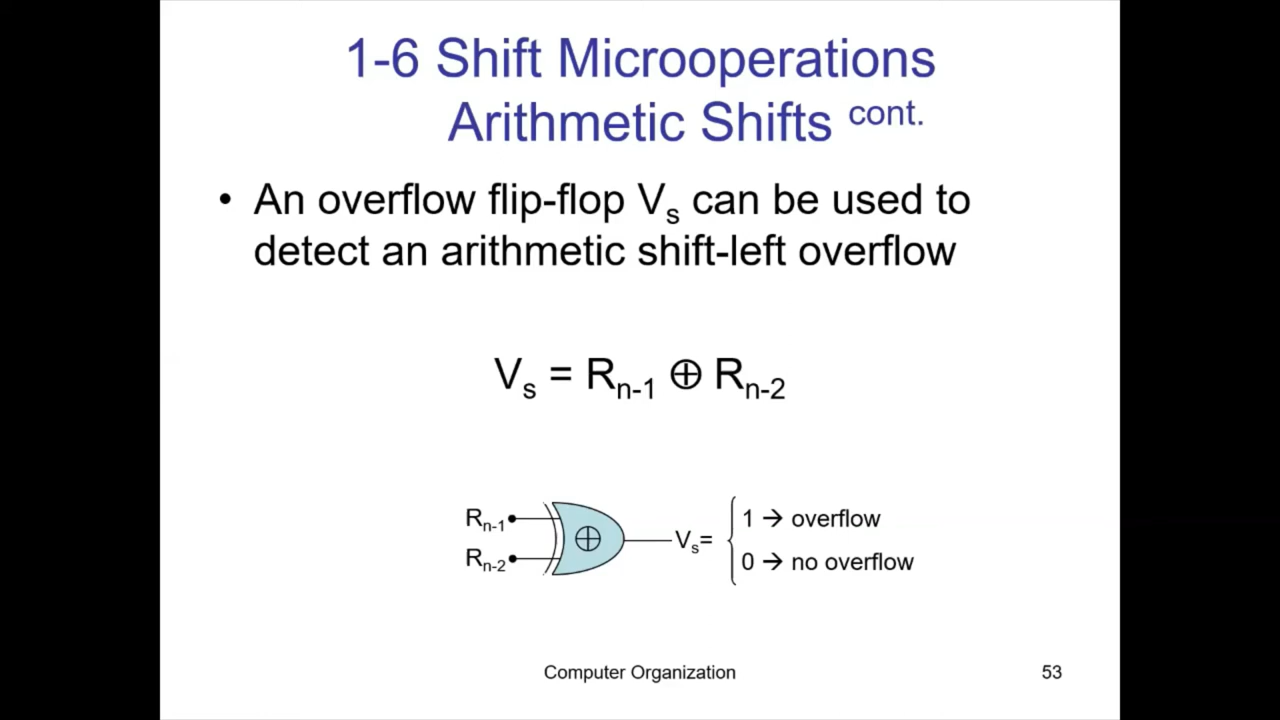 1-6 Shift Microoperations
Arithmetic Shifts cont.
• An overflow flip-flop Vs can be used to
detect an arithmetic shift-left overflow
Vs = Rn-1 ⊕ Rn-2
Rn-1
Rn-2
⊕
Vs=
1 → overflow
0 → no overflow
Computer Organization
53